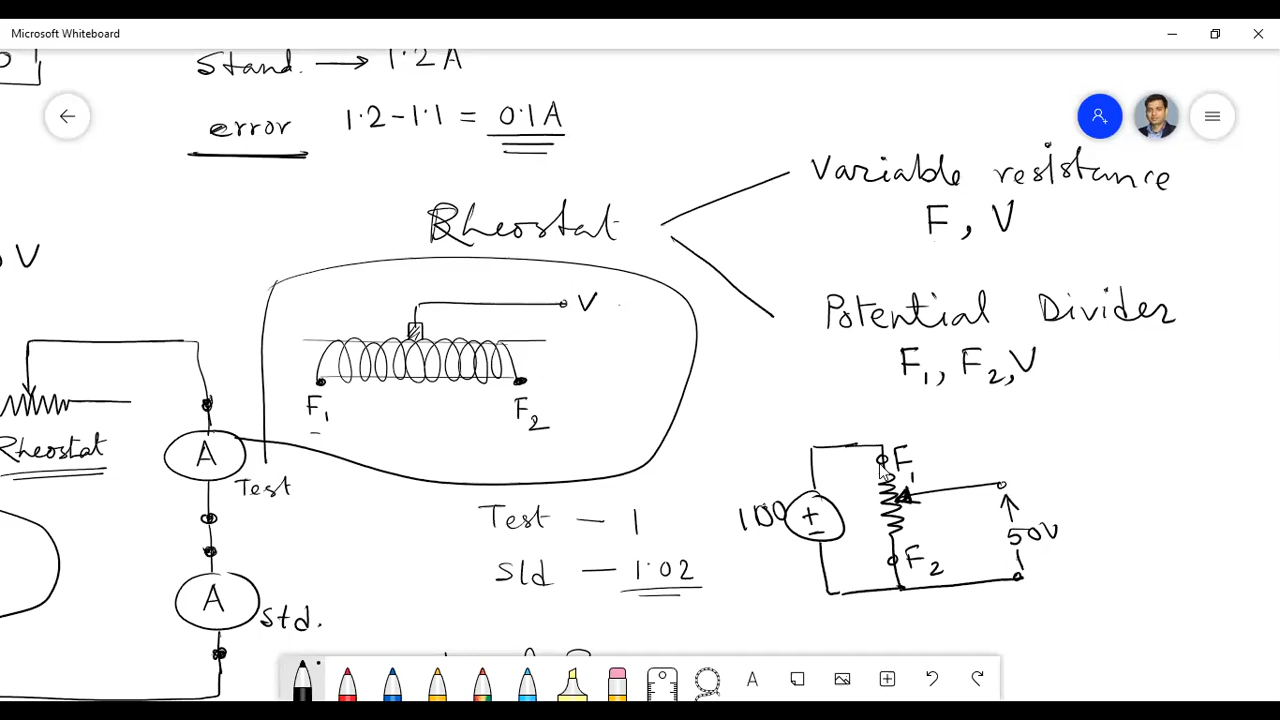 Microsoft Whiteboard
Stand. → 1.2 A
error 1.2 - 1.1 = 0.1 A
Variable resistance
F, V
Rheostat
V
V
Potential Divider
F1, F2, V
F1
F2
Rheostat
A
Test
F1
100
+
-
50V
F2
Test - 1
Std - 1.02
A
Std.
A